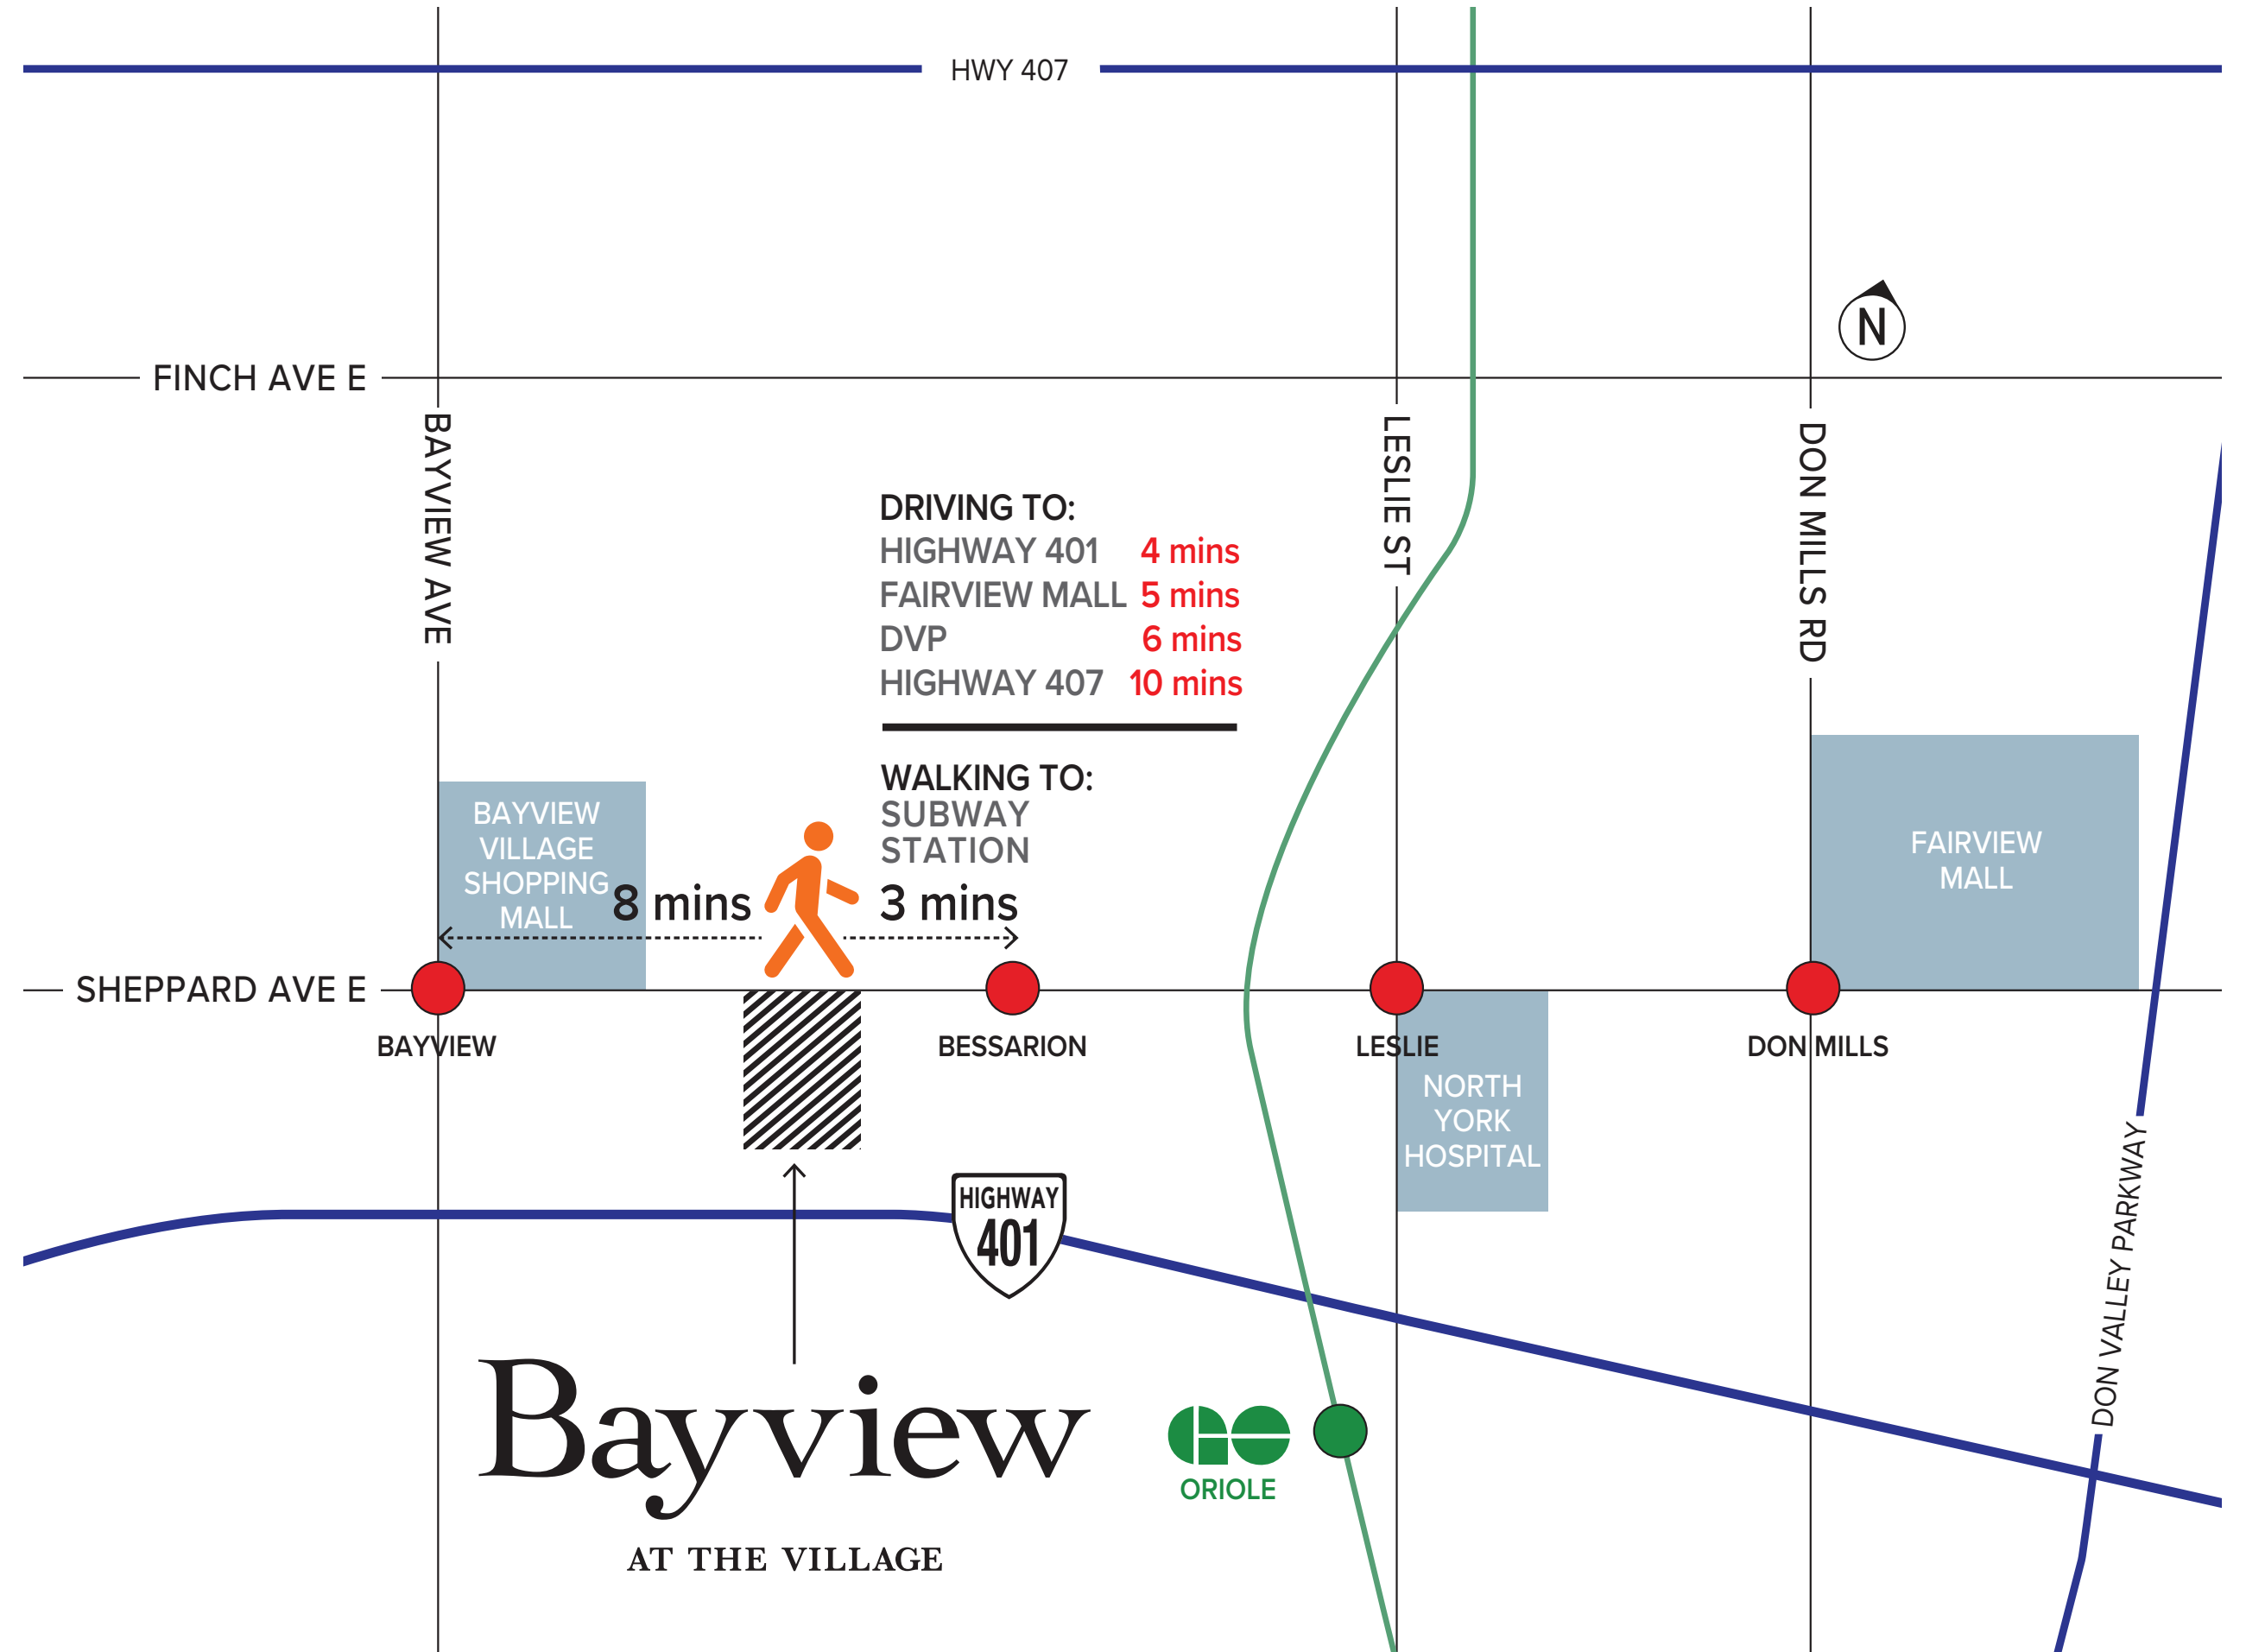 HWY 407
N
FINCH AVE E
BAYVIEW AVE
LESLIE ST
DON MILLS RD
DRIVING TO:
HIGHWAY 401 4 mins
FAIRVIEW MALL 5 mins
DVP 6 mins
HIGHWAY 407 10 mins
WALKING TO:
SUBWAY
STATION
8 mins
3 mins
BAYVIEW
VILLAGE
SHOPPING
MALL
FAIRVIEW
MALL
SHEPPARD AVE E
BAYVIEW
BESSARION
LESLIE
DON MILLS
NORTH
YORK
HOSPITAL
HIGHWAY
401
DON VALLEY PARKWAY
Bayview
AT THE VILLAGE
GO
ORIOLE